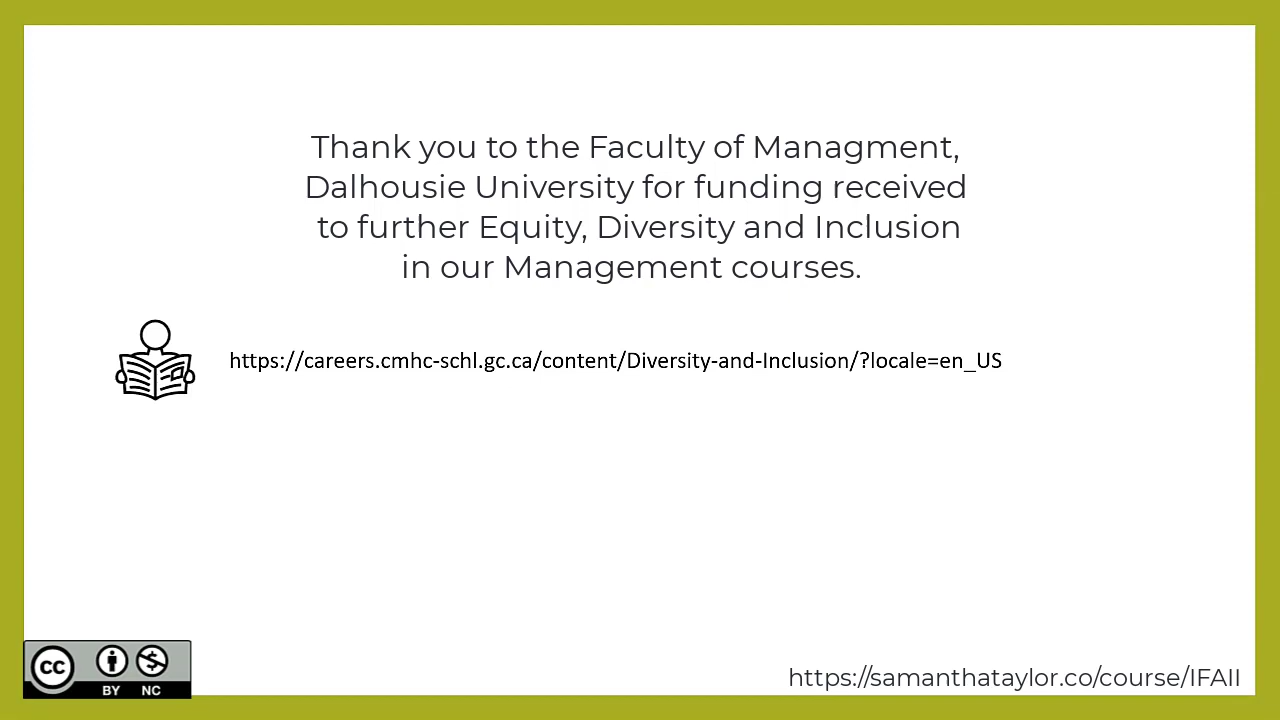 Thank you to the Faculty of Managment,
Dalhousie University for funding received
to further Equity, Diversity and Inclusion
in our Management courses.
https://careers.cmhc-schl.gc.ca/content/Diversity-and-Inclusion/?locale=en_US
cc
BY NC
https://samanthataylor.co/course/IFAII